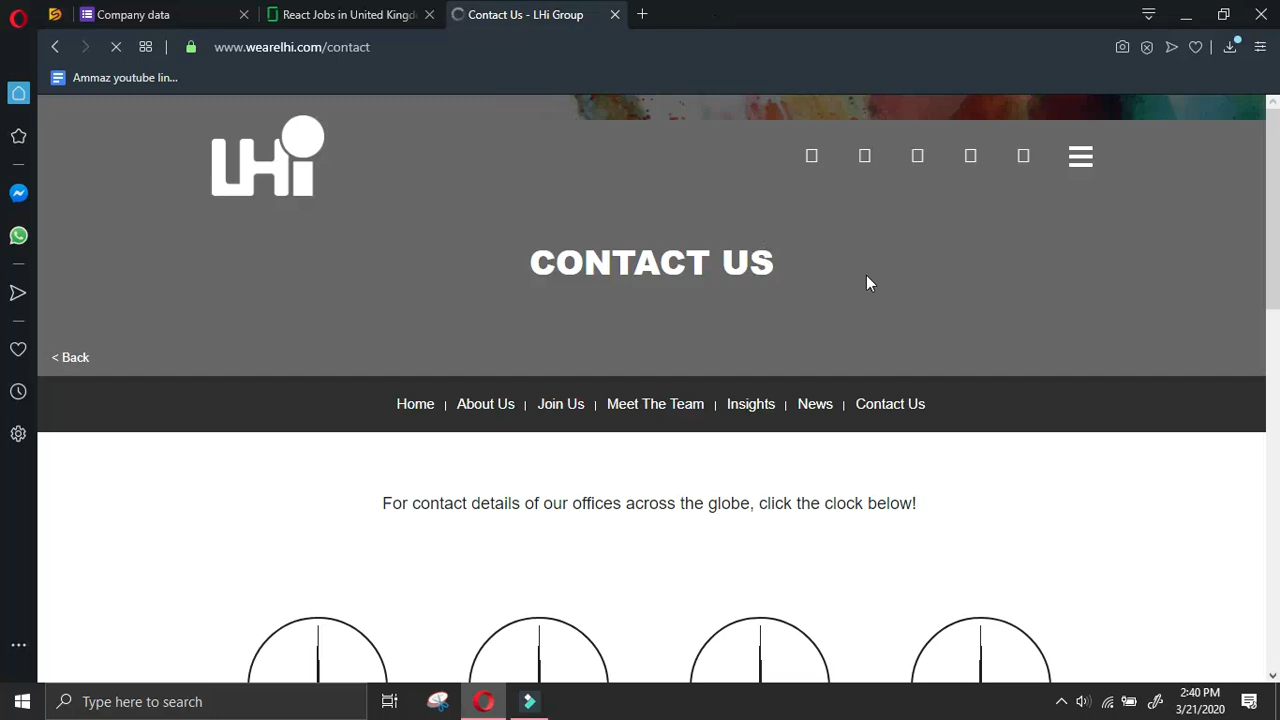 Company data
React Jobs in United Kingd
Contact Us - LHi Group
www.wearelhi.com/contact
Ammaz youtube lin...
LHi
CONTACT US
< Back
Home | About Us | Join Us | Meet The Team | Insights | News | Contact Us
For contact details of our offices across the globe, click the clock below!
Type here to search
2:40 PM
3/21/2020